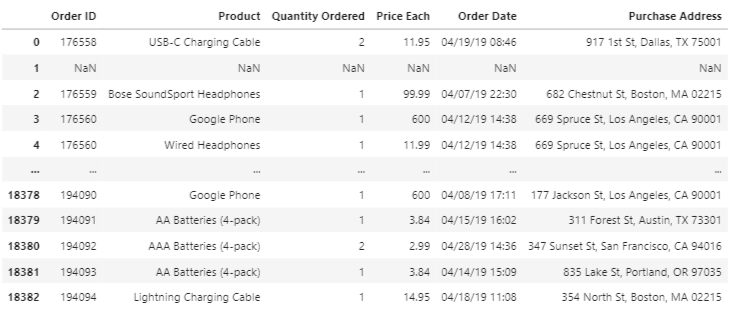 Order ID Product Quantity Ordered Price Each Order Date Purchase Address
0 176558 USB-C Charging Cable 2 11.95 04/19/19 08:46 917 1st St, Dallas, TX 75001
1 NaN NaN NaN NaN NaN NaN
2 176559 Bose SoundSport Headphones 1 99.99 04/07/19 22:30 682 Chestnut St, Boston, MA 02215
3 176560 Google Phone 1 600 04/12/19 14:38 669 Spruce St, Los Angeles, CA 90001
4 176560 Wired Headphones 1 11.99 04/12/19 14:38 669 Spruce St, Los Angeles, CA 90001
... ... ... ... ... ... ...
18378 194090 Google Phone 1 600 04/08/19 17:11 177 Jackson St, Los Angeles, CA 90001
18379 194091 AA Batteries (4-pack) 1 3.84 04/15/19 16:02 311 Forest St, Austin, TX 73301
18380 194092 AAA Batteries (4-pack) 2 2.99 04/28/19 14:36 347 Sunset St, San Francisco, CA 94016
18381 194093 AA Batteries (4-pack) 1 3.84 04/14/19 15:09 835 Lake St, Portland, OR 97035
18382 194094 Lightning Charging Cable 1 14.95 04/18/19 11:08 354 North St, Boston, MA 02215